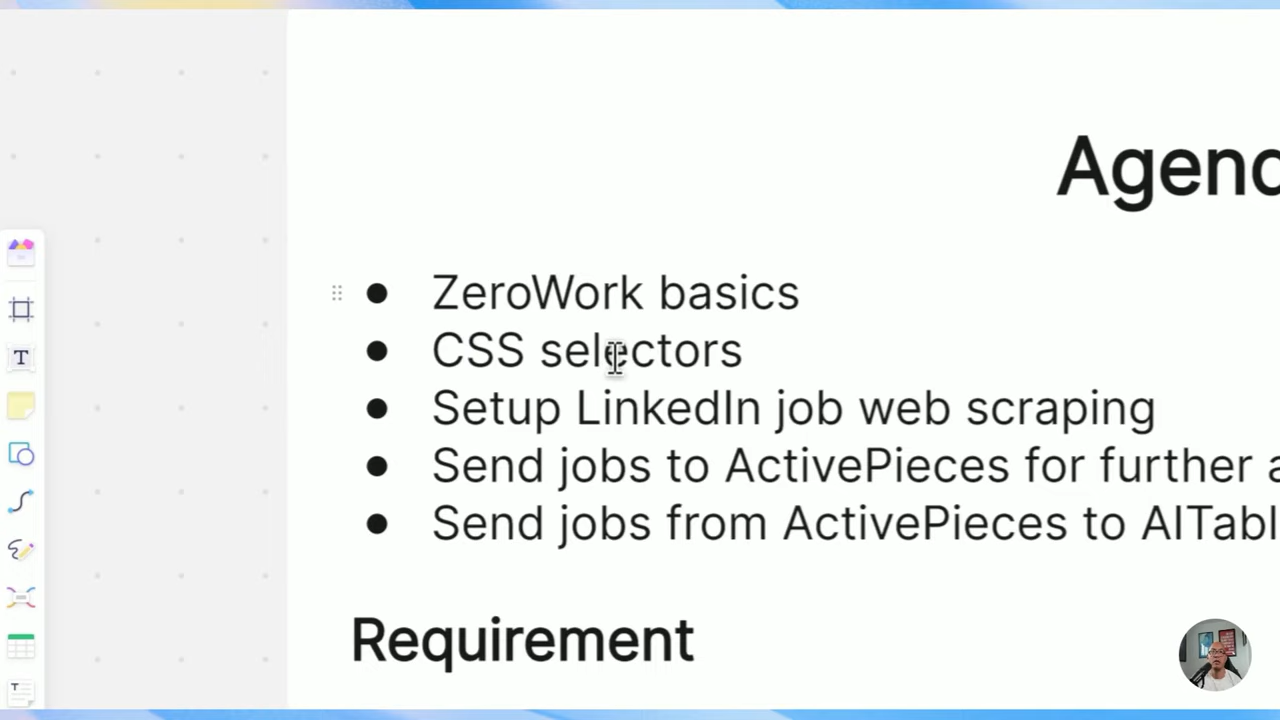 Agend
ZeroWork basics
CSS selectors
Setup LinkedIn job web scraping
Send jobs to ActivePieces for further a
Send jobs from ActivePieces to AITabl
Requirement